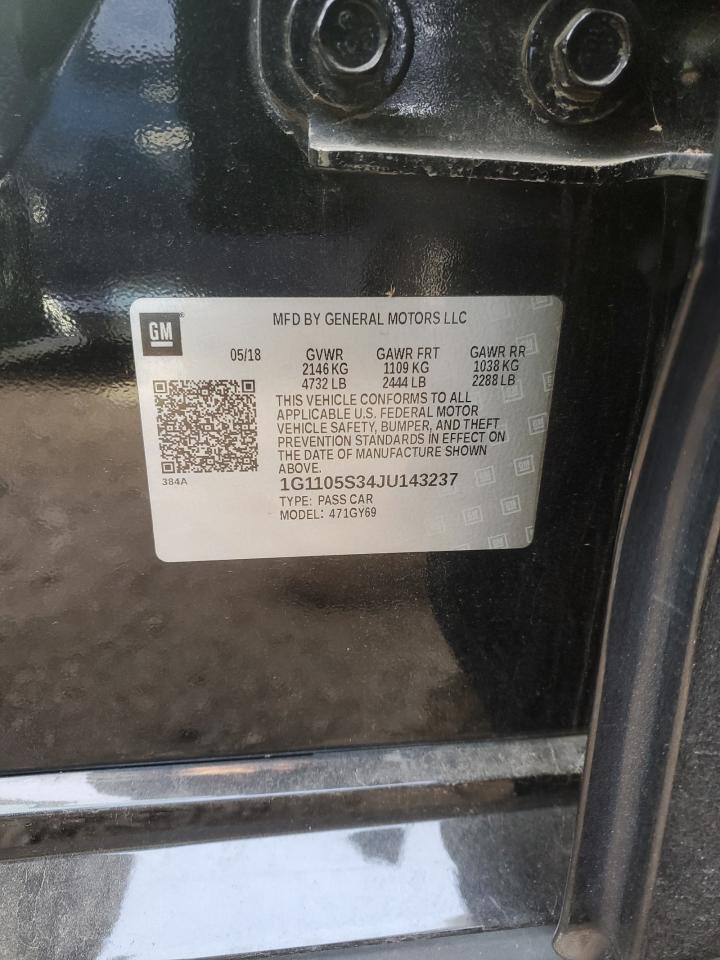 GM
MFD BY GENERAL MOTORS LLC
05/18 GVWR GAWR FRT GAWR RR
2146 KG 1109 KG 1038 KG
4732 LB 2444 LB 2288 LB
THIS VEHICLE CONFORMS TO ALL
APPLICABLE U.S. FEDERAL MOTOR
VEHICLE SAFETY, BUMPER, AND THEFT
PREVENTION STANDARDS IN EFFECT ON
THE DATE OF MANUFACTURE SHOWN
ABOVE.
384A
1G1105S34JU143237
TYPE: PASS CAR
MODEL: 471GY69